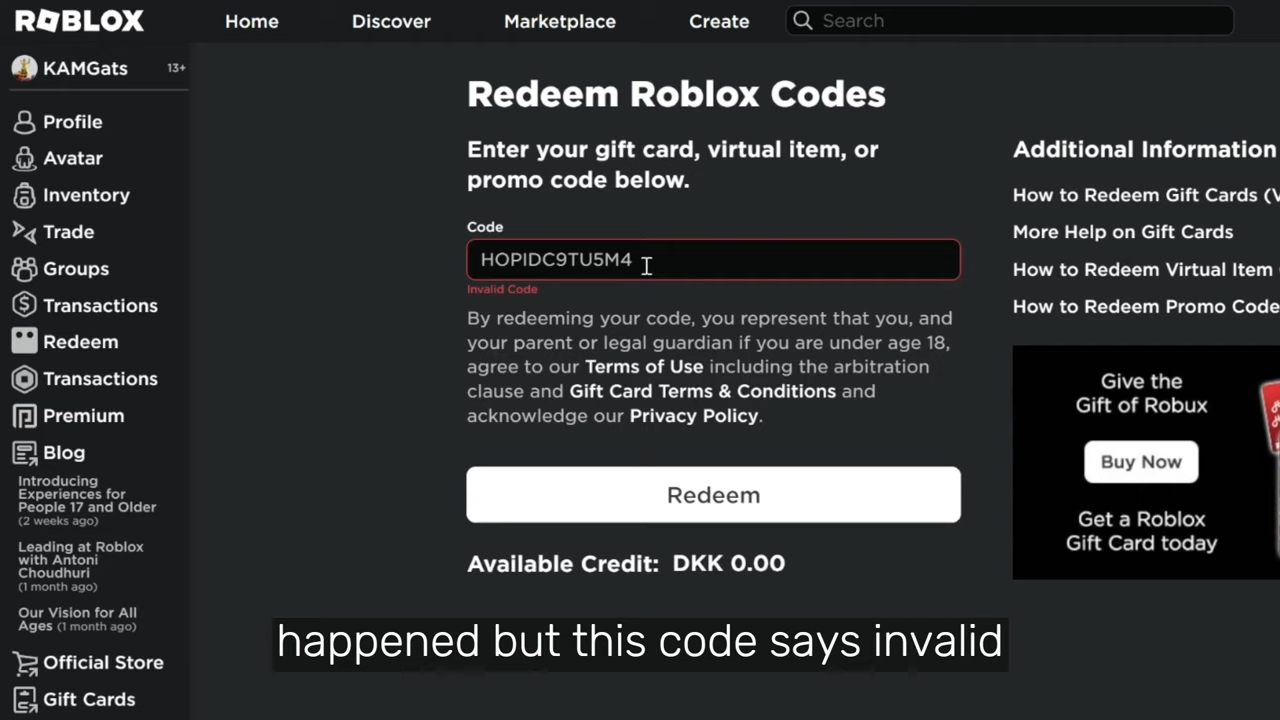 ROBLOX
Home
Discover
Marketplace
Create
Search
KAMGats
13+
Profile
Avatar
Inventory
Trade
Groups
Transactions
Redeem
Transactions
Premium
Blog
Introducing
Experiences for
People 17 and Older
(2 weeks ago)
Leading at Roblox
with Antoni
Choudhuri
(1 month ago)
Our Vision for All
Ages (1 month ago)
Official Store
Gift Cards
Redeem Roblox Codes
Enter your gift card, virtual item, or
promo code below.
Code
HOPIDC9TU5M4
Invalid Code
By redeeming your code, you represent that you, and
your parent or legal guardian if you are under age 18,
agree to our Terms of Use including the arbitration
clause and Gift Card Terms & Conditions and
acknowledge our Privacy Policy.
Redeem
Available Credit: DKK 0.00
Additional Information
How to Redeem Gift Cards (V
More Help on Gift Cards
How to Redeem Virtual Item
How to Redeem Promo Code
Give the
Gift of Robux
Buy Now
Get a Roblox
Gift Card today
happened but this code says invalid